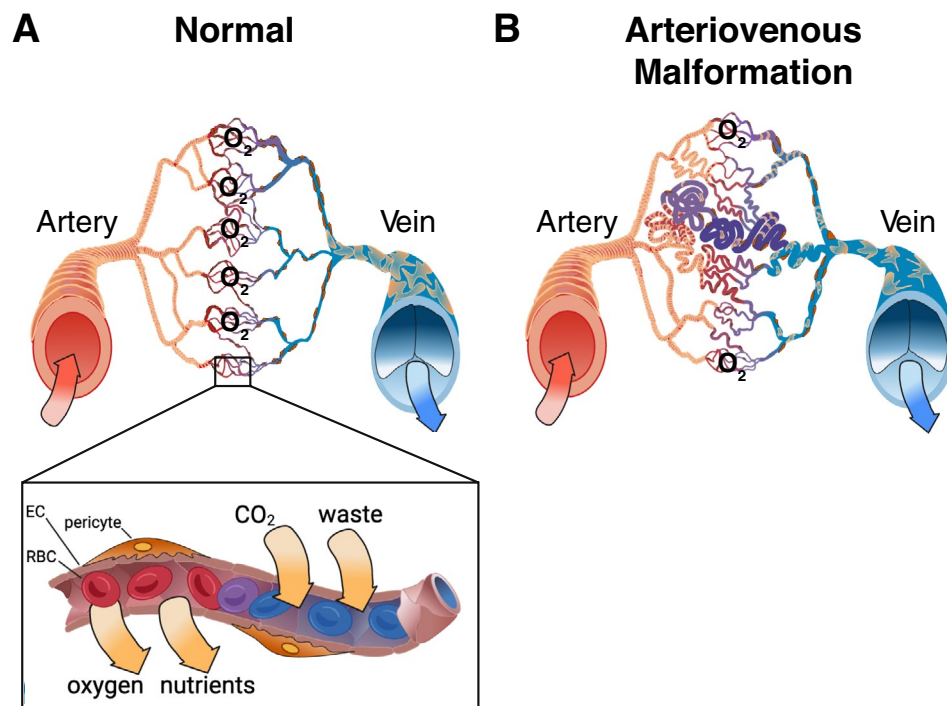 A
Normal
O2
O2
O2
O2
O2
Artery
Vein
EC
pericyte
RBC
CO2
waste
oxygen
nutrients
B
Arteriovenous
Malformation
O2
Artery
Vein
O2